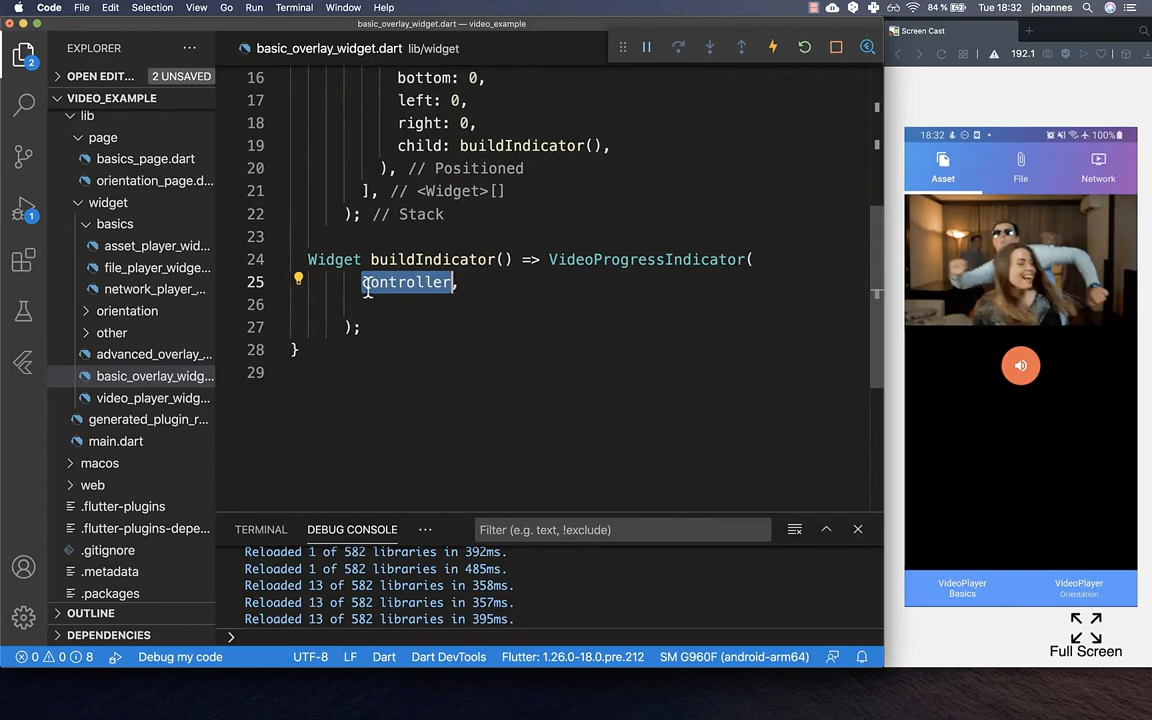 Code File Edit Selection View Go Run Terminal Window Help 84 % Tue 18:32 johannes
basic_overlay_widget.dart — video_example
EXPLORER
OPEN EDIT... 2 UNSAVED
VIDEO_EXAMPLE
lib
page
basics_page.dart
orientation_page.d...
widget
basics
asset_player_wid...
file_player_widge...
network_player_...
orientation
other
advanced_overlay_...
basic_overlay_widg...
video_player_widg...
generated_plugin_r...
main.dart
macos
web
.flutter-plugins
.flutter-plugins-depe...
.gitignore
.metadata
.packages
OUTLINE
DEPENDENCIES
2
1
basic_overlay_widget.dart lib/widget
16 bottom: 0,
17 left: 0,
18 right: 0,
19 child: buildIndicator(),
20 ), // Positioned
21 ], // <Widget>[]
22 ); // Stack
23
24 Widget buildIndicator() => VideoProgressIndicator(
25 controller,
26
27 );
28 }
29
TERMINAL DEBUG CONSOLE ... Filter (e.g. text, !exclude)
Reloaded 1 of 582 libraries in 392ms.
Reloaded 1 of 582 libraries in 485ms.
Reloaded 13 of 582 libraries in 358ms.
Reloaded 13 of 582 libraries in 357ms.
Reloaded 13 of 582 libraries in 395ms.
0 0 8 Debug my code UTF-8 LF Dart Dart DevTools Flutter: 1.26.0-18.0.pre.212 SM G960F (android-arm64)
Screen Cast
192.1
18:32 100%
Asset File Network
VideoPlayer
Basics
VideoPlayer
Orientation
Full Screen